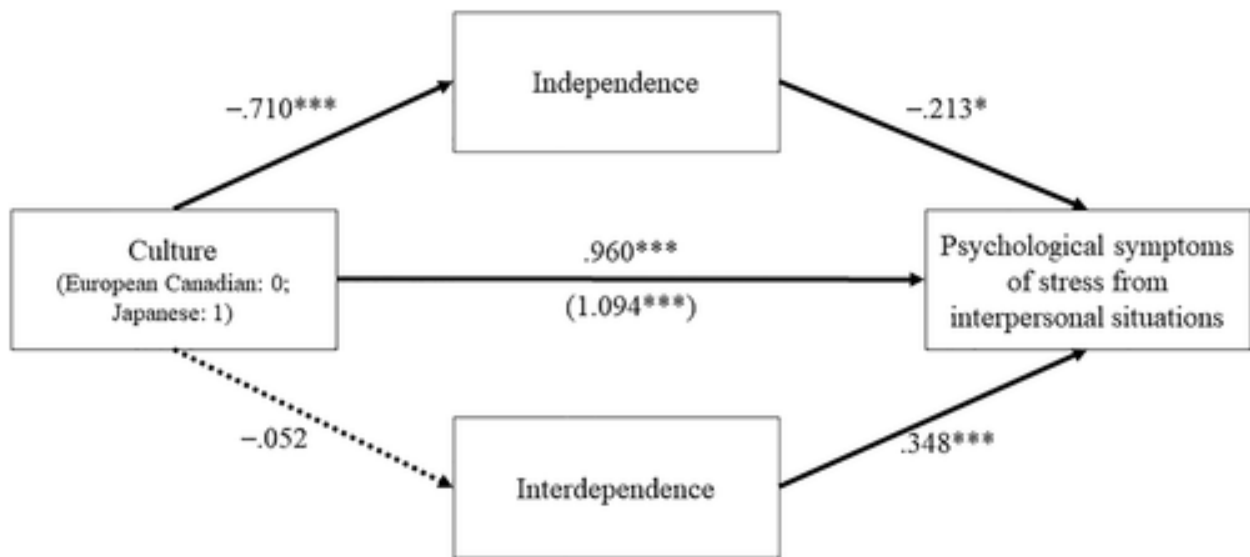 Independence
−.710***
−.213*
Culture
(European Canadian: 0;
Japanese: 1)
.960***
(1.094***)
Psychological symptoms
of stress from
interpersonal situations
−.052
.348***
Interdependence